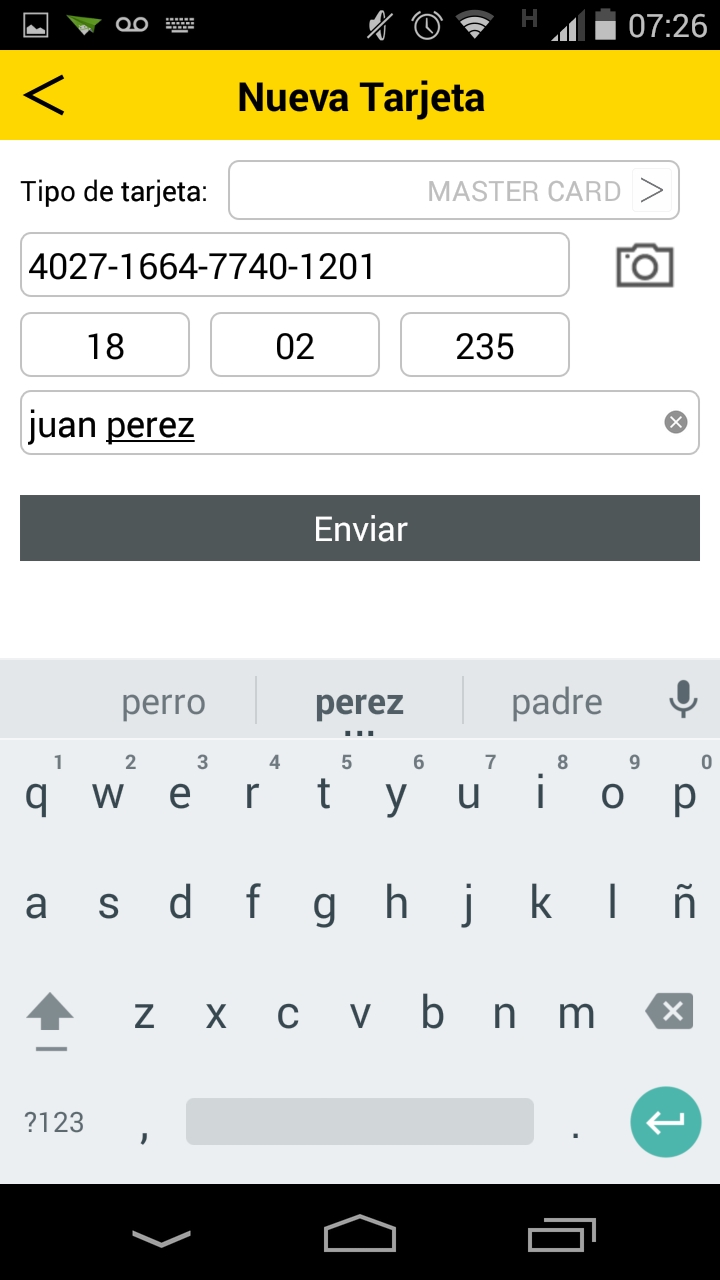 H 07:26
< Nueva Tarjeta
Tipo de tarjeta: MASTER CARD >
4027-1664-7740-1201
18 02 235
juan perez
Enviar
perro perez padre
1 2 3 4 5 6 7 8 9 0
q w e r t y u i o p
a s d f g h j k l ñ
z x c v b n m
?123 , .